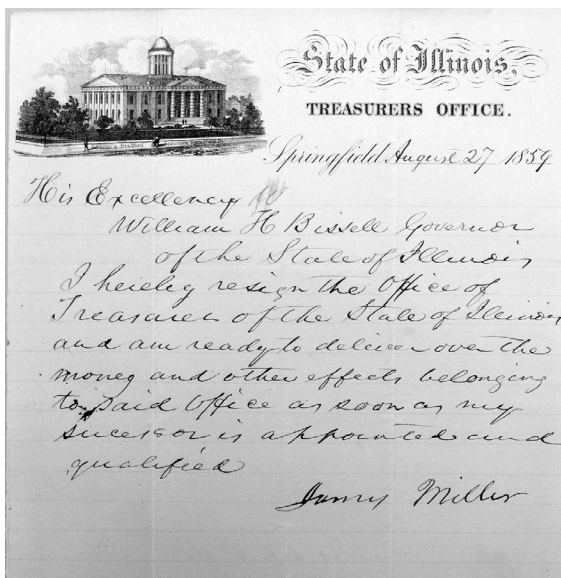 State of Illinois,
TREASURERS OFFICE.
Springfield August 27 1859
His Excellency
William H Bissell Governor
of the State of Illinois
I hereby resign the Office of
Treasurer of the State of Illinois
and am ready to deliver over the
money and other effects belonging
to said Office as soon as my
sucessor is appointed and
qualified
James Miller